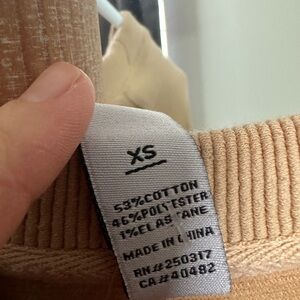 XS
53%COTTON
46%POLYESTER
1%ELASTANE
MADE IN CHINA
RN#250317
CA#40482